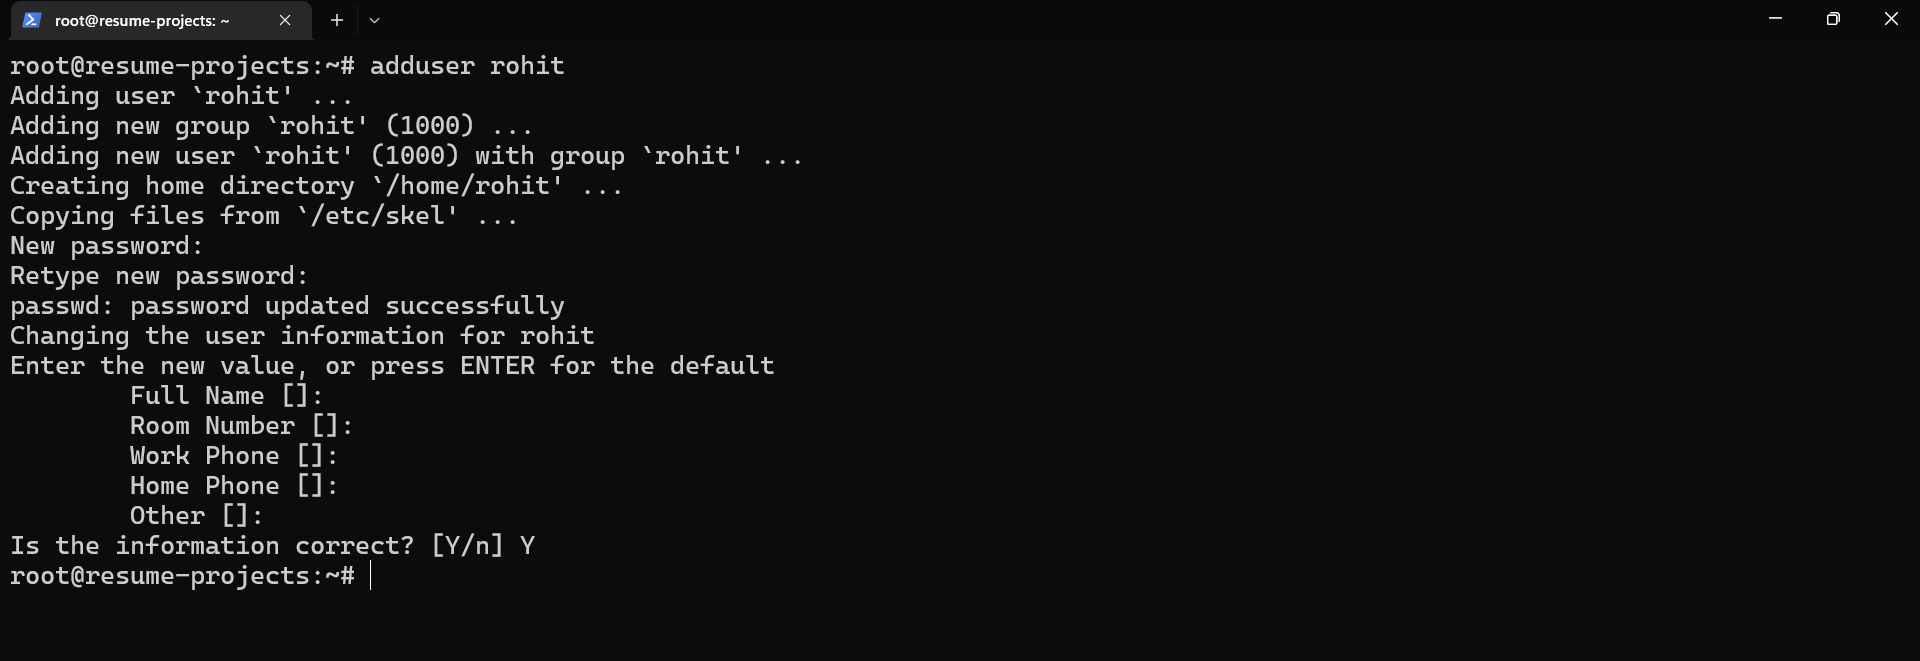 root@resume-projects: ~
root@resume-projects:~# adduser rohit
Adding user `rohit' ...
Adding new group `rohit' (1000) ...
Adding new user `rohit' (1000) with group `rohit' ...
Creating home directory `/home/rohit' ...
Copying files from `/etc/skel' ...
New password:
Retype new password:
passwd: password updated successfully
Changing the user information for rohit
Enter the new value, or press ENTER for the default
        Full Name []:
        Room Number []:
        Work Phone []:
        Home Phone []:
        Other []:
Is the information correct? [Y/n] Y
root@resume-projects:~#